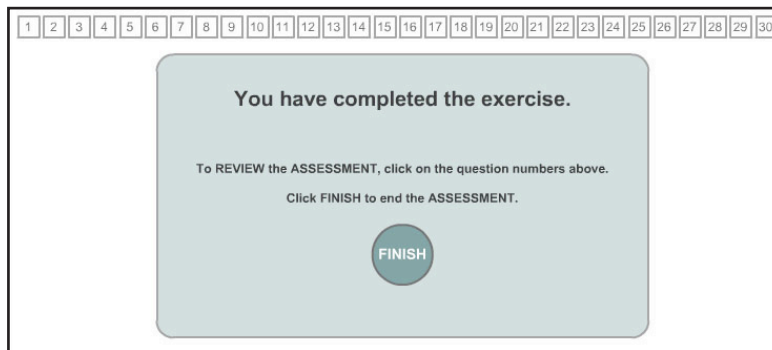 1 2 3 4 5 6 7 8 9 10 11 12 13 14 15 16 17 18 19 20 21 22 23 24 25 26 27 28 29 30
You have completed the exercise.
To REVIEW the ASSESSMENT, click on the question numbers above.
Click FINISH to end the ASSESSMENT.
FINISH